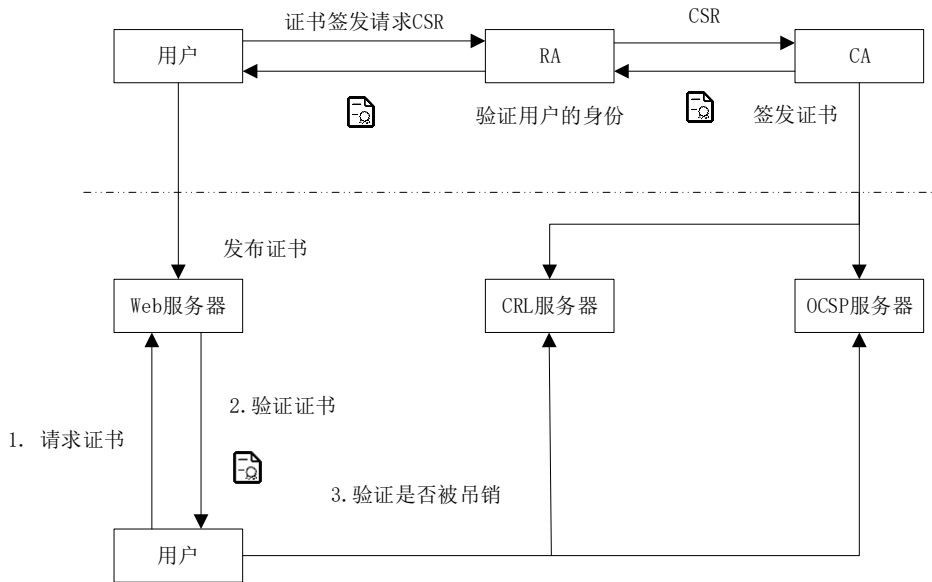 证书签发请求CSR
CSR
用户
RA
CA
验证用户的身份
签发证书
发布证书
Web服务器
CRL服务器
OCSP服务器
2.验证证书
1. 请求证书
3.验证是否被吊销
用户